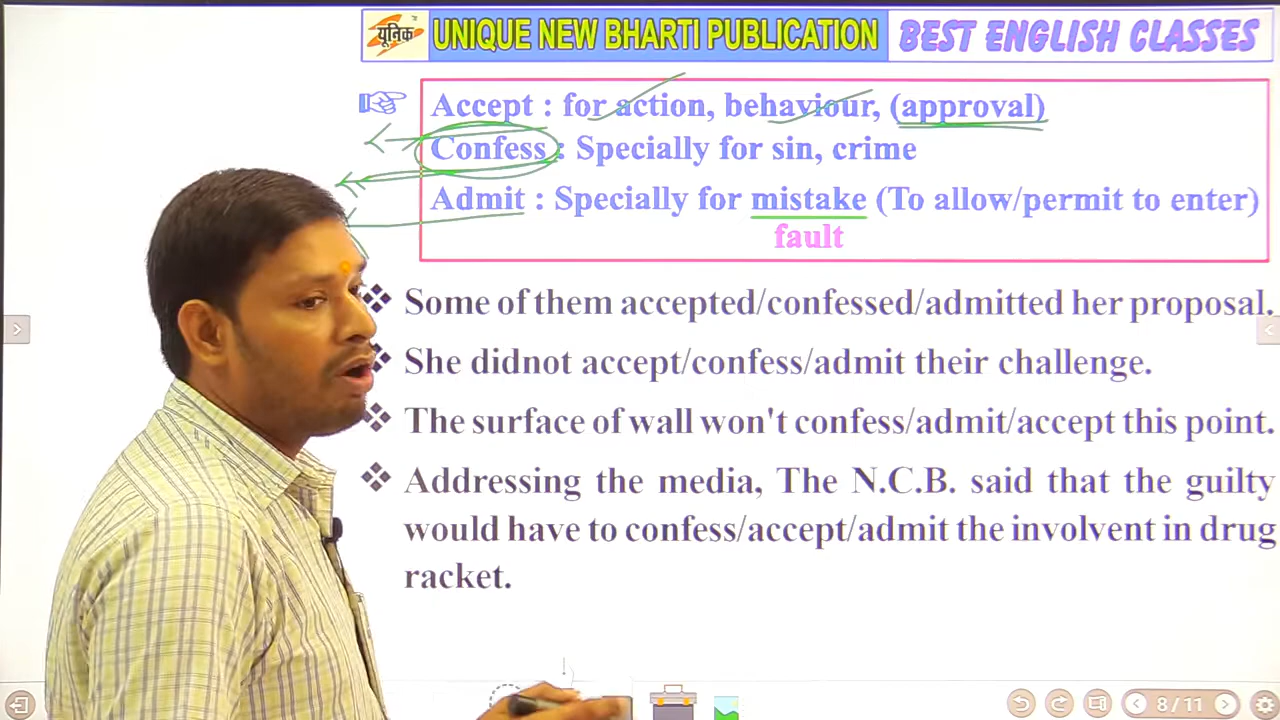 यूनिक UNIQUE NEW BHARTI PUBLICATION BEST ENGLISH CLASSES
Accept : for action, behaviour, (approval)
Confess : Specially for sin, crime
Admit : Specially for mistake (To allow/permit to enter)
fault
Some of them accepted/confessed/admitted her proposal.
She didnot accept/confess/admit their challenge.
The surface of wall won't confess/admit/accept this point.
Addressing the media, The N.C.B. said that the guilty
would have to confess/accept/admit the involvent in drug
racket.
8/11